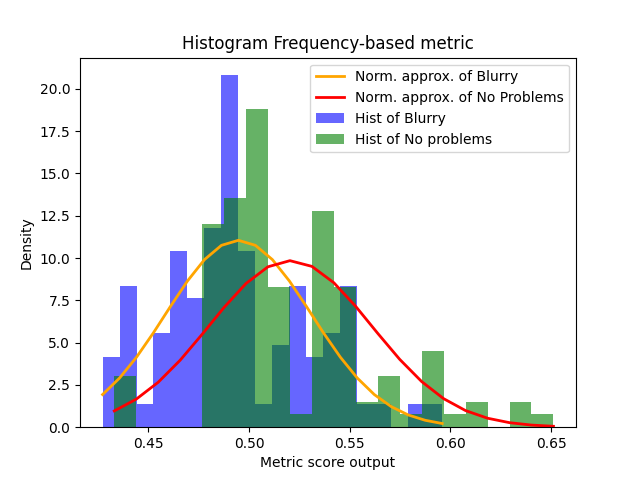 Histogram Frequency-based metric
Norm. approx. of Blurry
Norm. approx. of No Problems
Hist of Blurry
Hist of No problems
Density
20.0
17.5
15.0
12.5
10.0
7.5
5.0
2.5
0.0
0.45 0.50 0.55 0.60 0.65
Metric score output